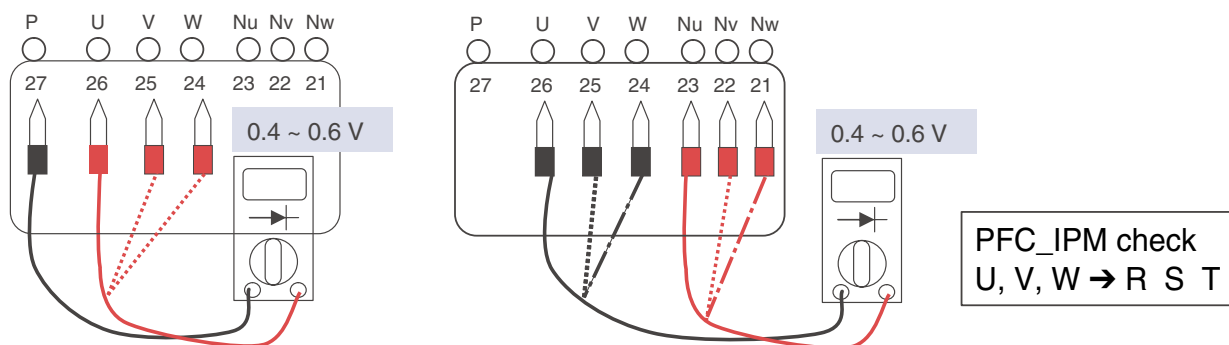 P U V W Nu Nv Nw
27 26 25 24 23 22 21
0.4 ~ 0.6 V
P U V W Nu Nv Nw
27 26 25 24 23 22 21
0.4 ~ 0.6 V
PFC_IPM check
U, V, W ➔ R S T